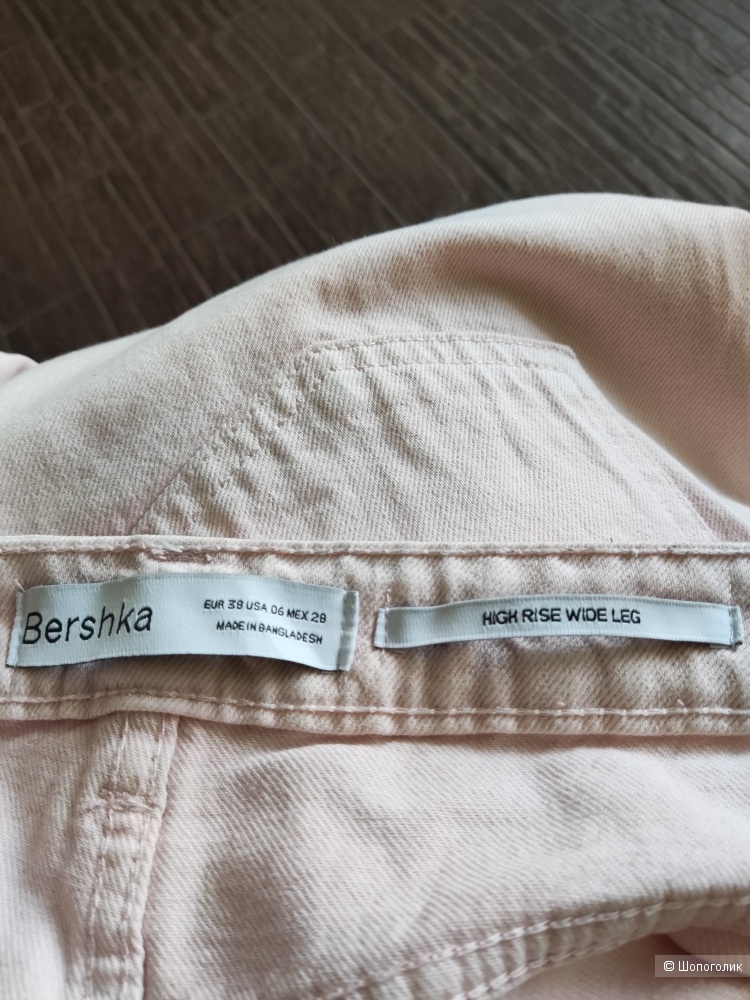 Bershka
EUR 38 USA 06 MEX 28
MADE IN BANGLADESH
HIGH RISE WIDE LEG
© Шопоголик